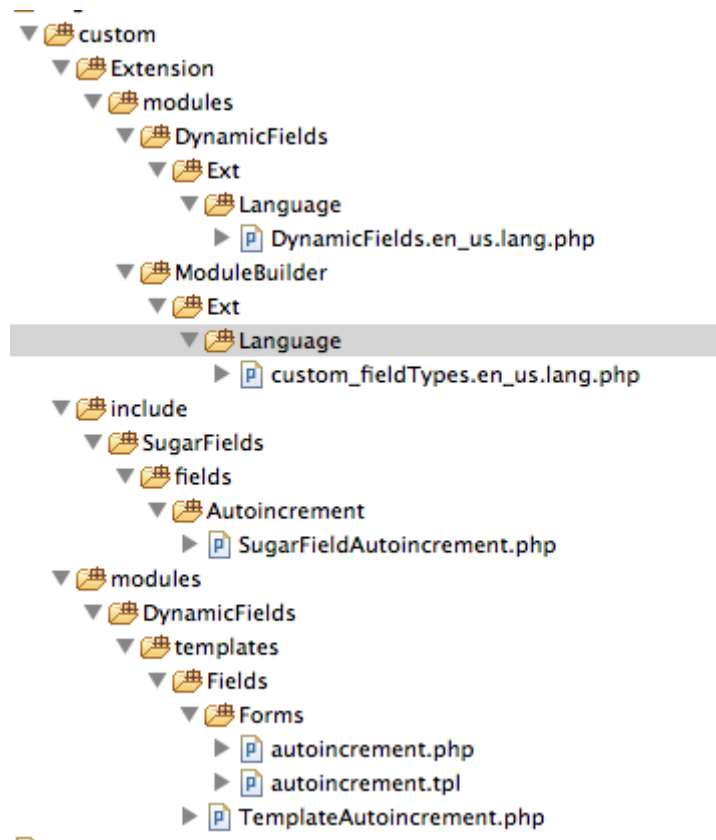 custom
Extension
modules
DynamicFields
Ext
Language
DynamicFields.en_us.lang.php
ModuleBuilder
Ext
Language
custom_fieldTypes.en_us.lang.php
include
SugarFields
fields
Autoincrement
SugarFieldAutoincrement.php
modules
DynamicFields
templates
Fields
Forms
autoincrement.php
autoincrement.tpl
TemplateAutoincrement.php